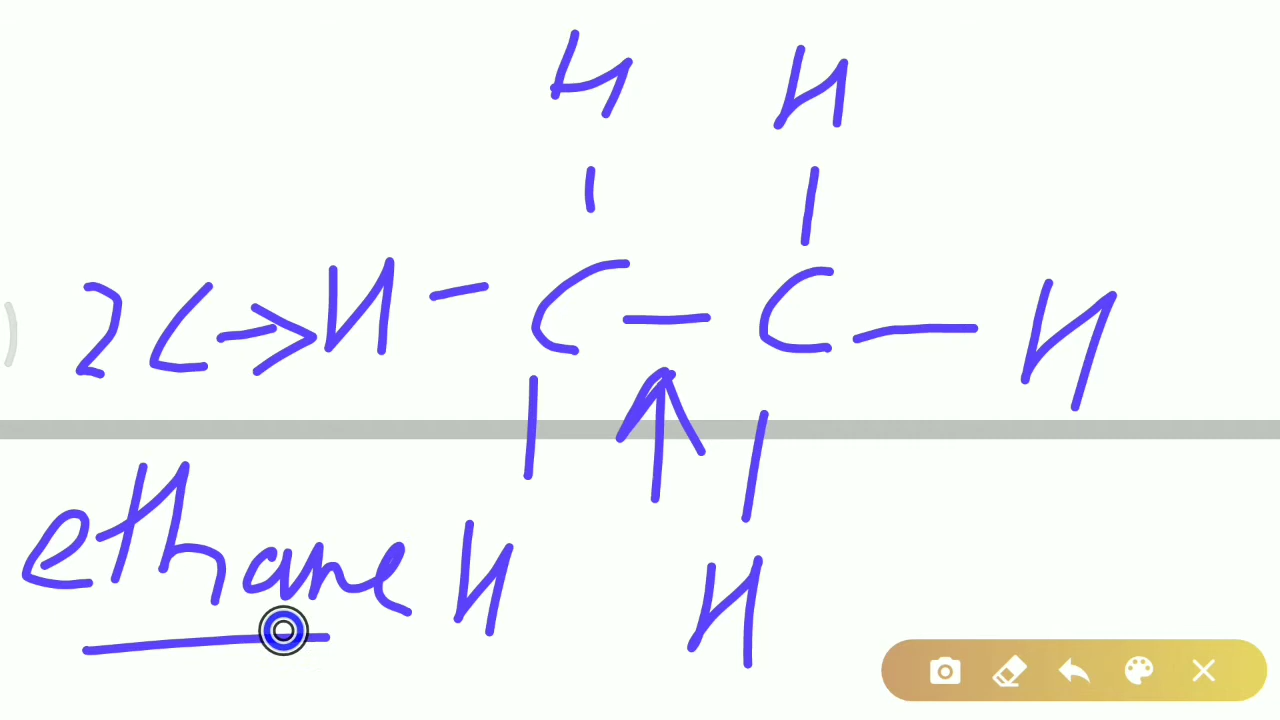 H H
2C → H - C - C - H
ethane H H